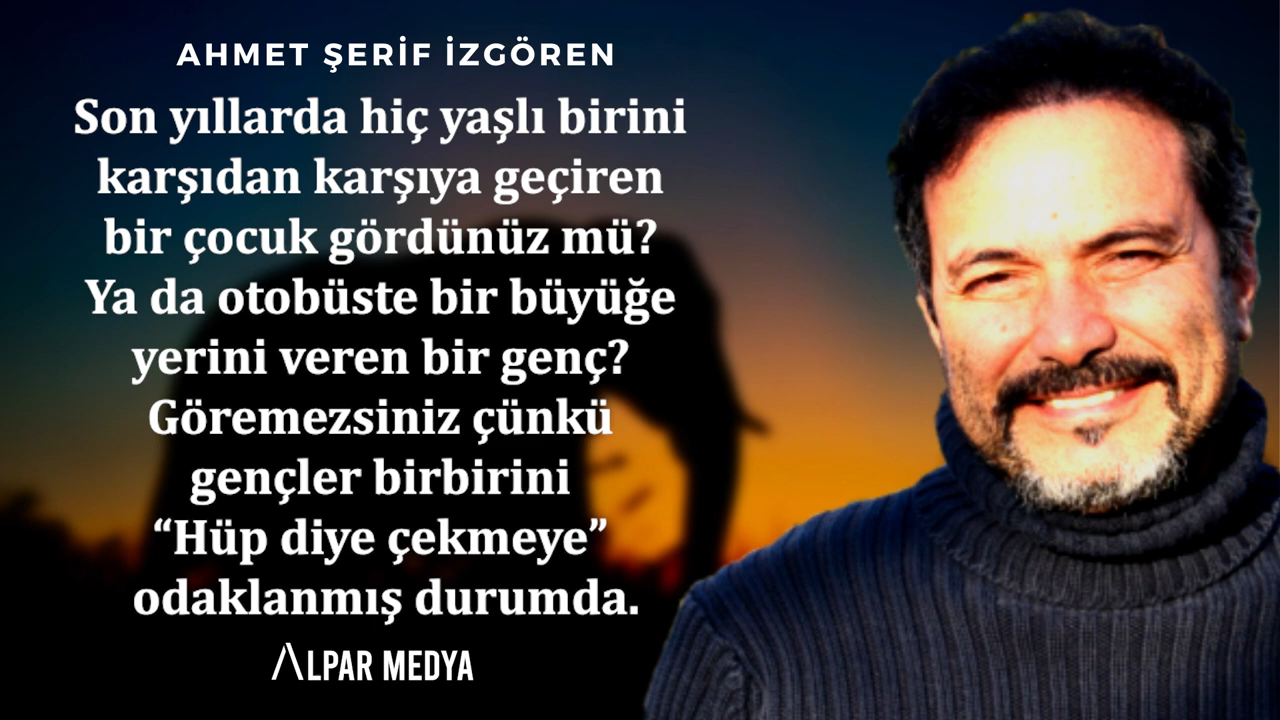 AHMET ŞERİF İZGÖREN
Son yıllarda hiç yaşlı birini
karşıdan karşıya geçiren
bir çocuk gördünüz mü?
Ya da otobüste bir büyüğe
yerini veren bir genç?
Göremezsiniz çünkü
gençler birbirini
“Hüp diye çekmeye”
odaklanmış durumda.
ALPAR MEDYA